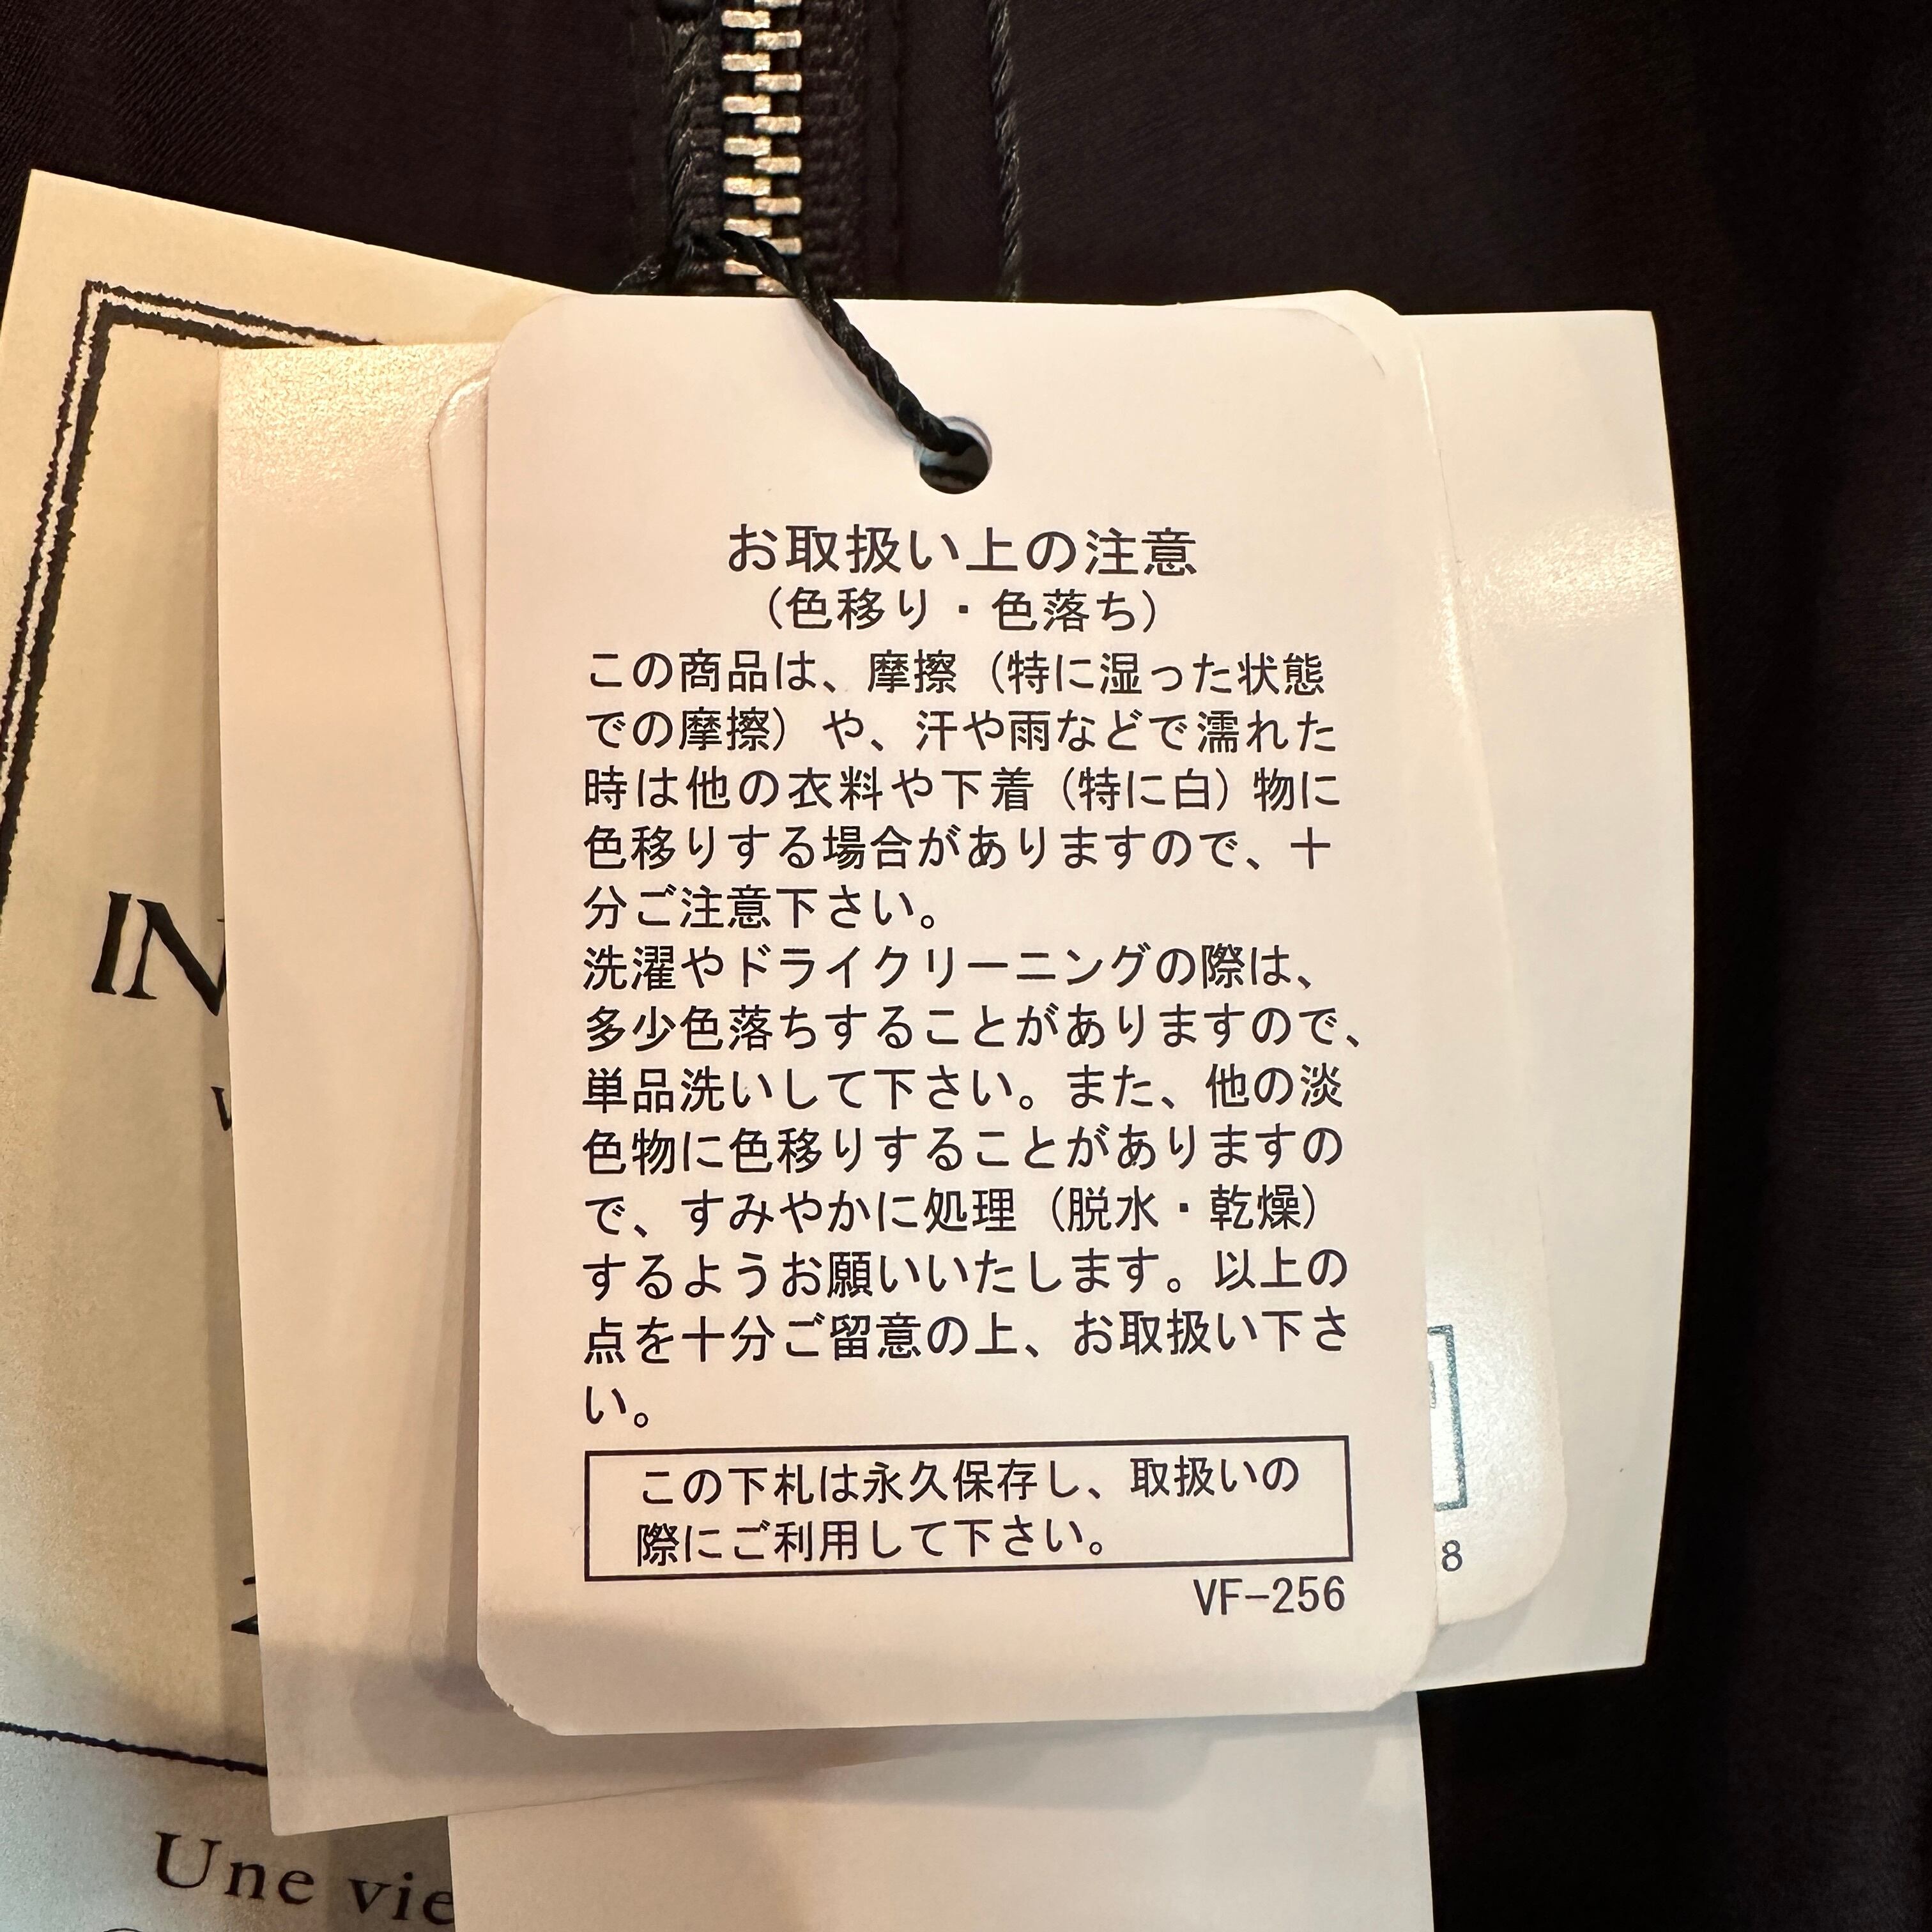 お取扱い上の注意
(色移り・色落ち)
この商品は、摩擦（特に湿った状態
での摩擦）や、汗や雨などで濡れた
時は他の衣料や下着（特に白）物に
色移りする場合がありますので、十
分ご注意下さい。
洗濯やドライクリーニングの際は、
多少色落ちすることがありますので、
単品洗いして下さい。また、他の淡
色物に色移りすることがありますの
で、すみやかに処理（脱水・乾燥）
するようお願いいたします。以上の
点を十分ご留意の上、お取扱い下さ
い。
この下札は永久保存し、取扱いの
際にご利用して下さい。
VF-256
8
IN
Une vie